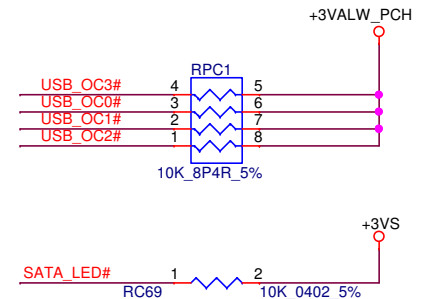 +3VALW_PCH
RPC1
USB_OC3# 4 5
USB_OC0# 3 6
USB_OC1# 2 7
USB_OC2# 1 8
10K_8P4R_5%
+3VS
SATA_LED# 1 2
RC69 10K_0402_5%